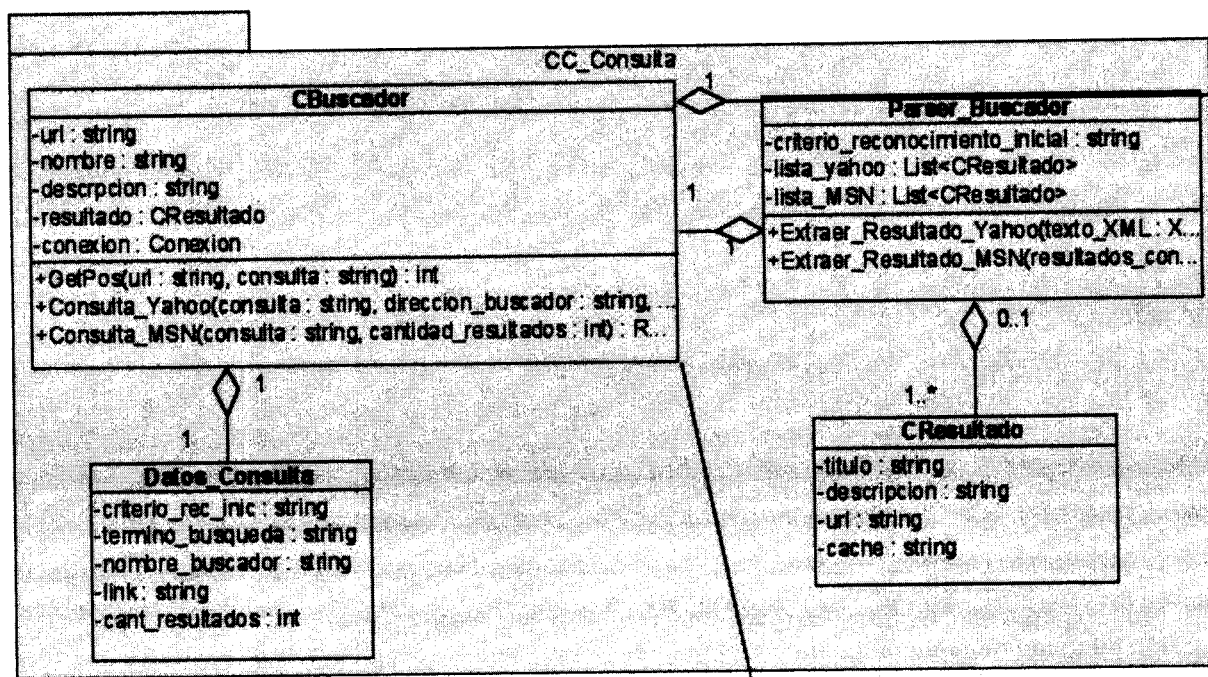 CC_Consulta
CBuscador
-url : string
-nombre : string
-descrpcion : string
-resultado : CResultado
-conexion : Conexion
+GetPos(url : string, consulta : string) : int
+Consulta_Yahoo(consulta : string, direccion_buscador : string, ...
+Consulta_MSN(consulta : string, cantidad_resultados : int) : R...
1
Parser_Buscador
-criterio_reconocimiento_inicial : string
-lista_yahoo : List<CResultado>
-lista_MSN : List<CResultado>
+Extraer_Resultado_Yahoo(texto_XML : X...
+Extraer_Resultado_MSN(resultados_con...
1
1
1
1
0..1
1..*
Datos_Consulta
-criterio_rec_inic : string
-termino_busqueda : string
-nombre_buscador : string
-link : string
-cant_resultados : int
CResultado
-titulo : string
-descripcion : string
-url : string
-cache : string